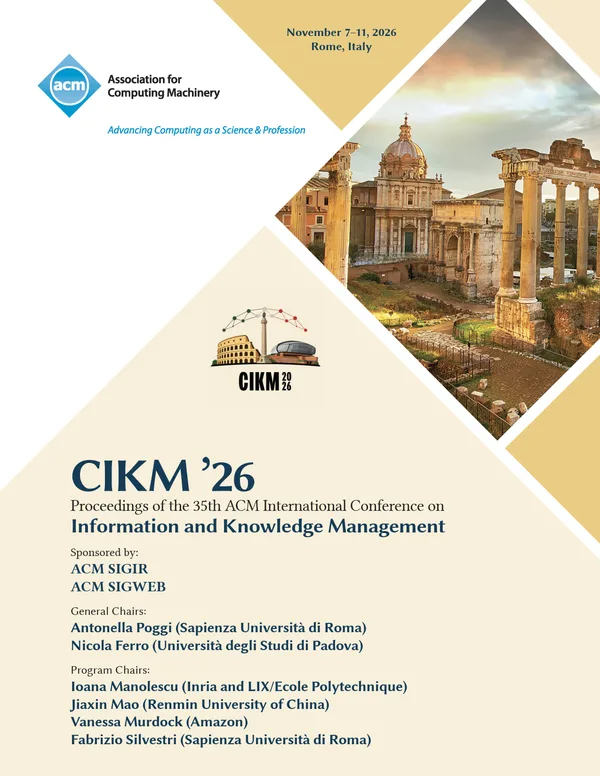 November 7–11, 2026
Rome, Italy
acm
Association for
Computing Machinery
Advancing Computing as a Science & Profession
CIKM 20
26
CIKM ’26
Proceedings of the 35th ACM International Conference on
Information and Knowledge Management
Sponsored by:
ACM SIGIR
ACM SIGWEB
General Chairs:
Antonella Poggi (Sapienza Università di Roma)
Nicola Ferro (Università degli Studi di Padova)
Program Chairs:
Ioana Manolescu (Inria and LIX/Ecole Polytechnique)
Jiaxin Mao (Renmin University of China)
Vanessa Murdock (Amazon)
Fabrizio Silvestri (Sapienza Università di Roma)